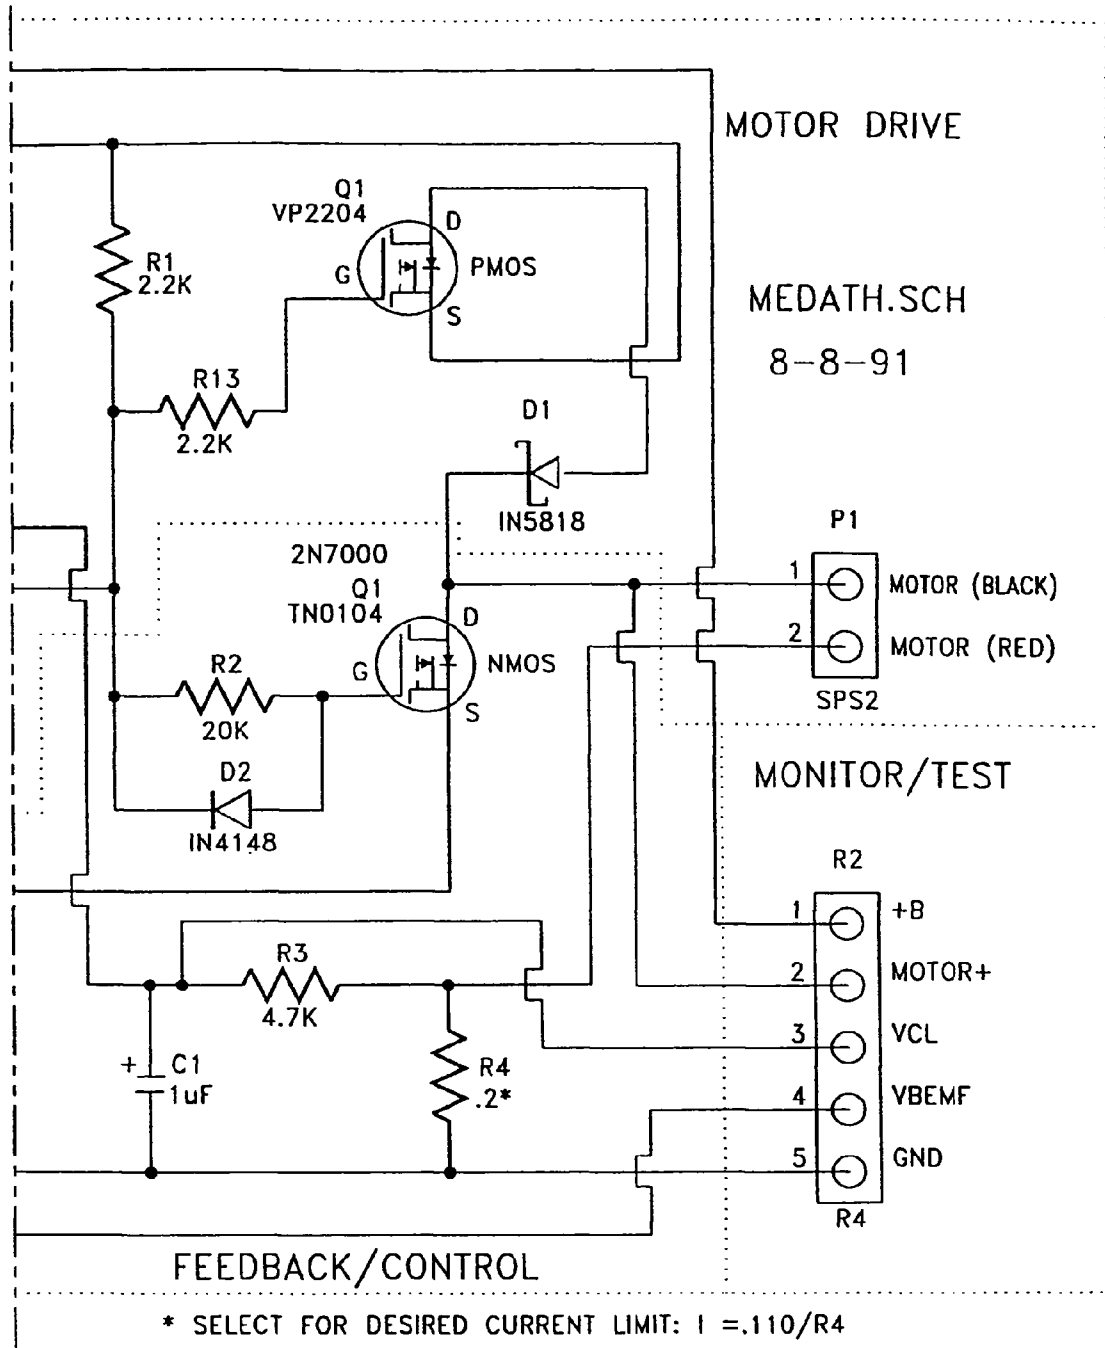 MOTOR DRIVE
Q1
VP2204
D
G
PMOS
S
R1
2.2K
MEDATH.SCH
8-8-91
R13
2.2K
D1
IN5818
P1
2N7000
Q1
TN0104
D
G
NMOS
S
1 MOTOR (BLACK)
2 MOTOR (RED)
SPS2
R2
20K
D2
IN4148
MONITOR/TEST
R2
1 +B
2 MOTOR+
3 VCL
4 VBEMF
5 GND
R4
R3
4.7K
+ C1
1uF
R4
.2*
FEEDBACK/CONTROL
* SELECT FOR DESIRED CURRENT LIMIT: I =.110/R4